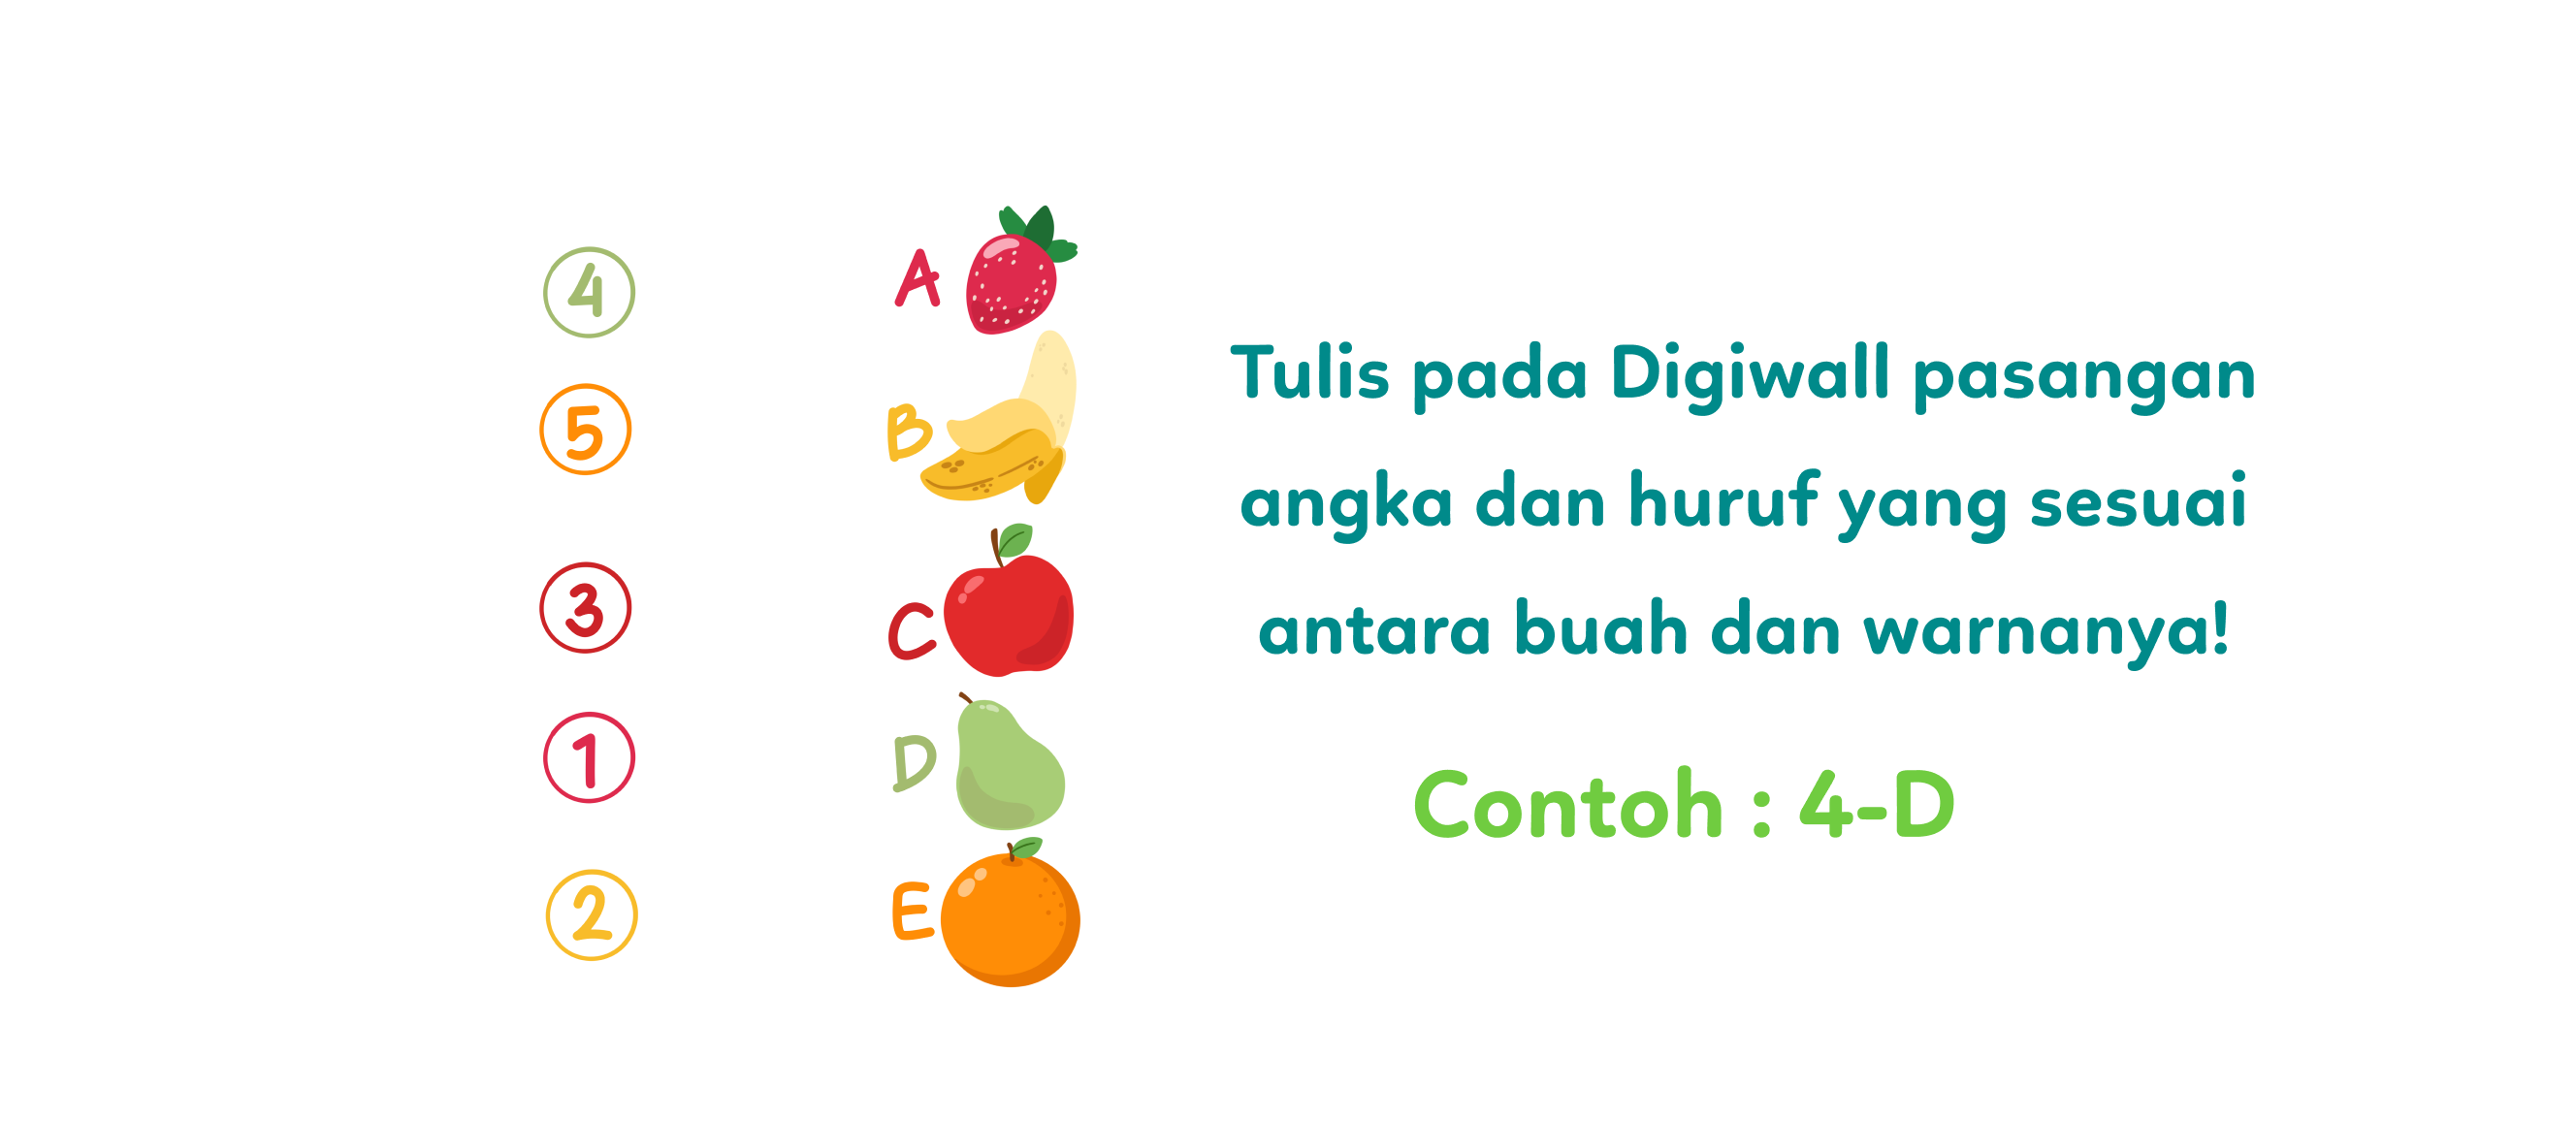 4
5
3
1
2
A
B
C
D
E
Tulis pada Digiwall pasangan
angka dan huruf yang sesuai
antara buah dan warnanya!
Contoh : 4-D